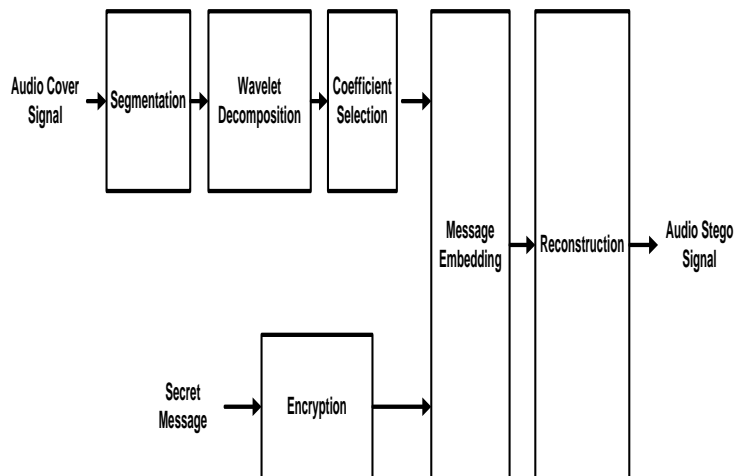 Audio Cover
Signal
Segmentation
Wavelet
Decomposition
Coefficient
Selection
Message
Embedding
Reconstruction
Audio Stego
Signal
Secret
Message
Encryption